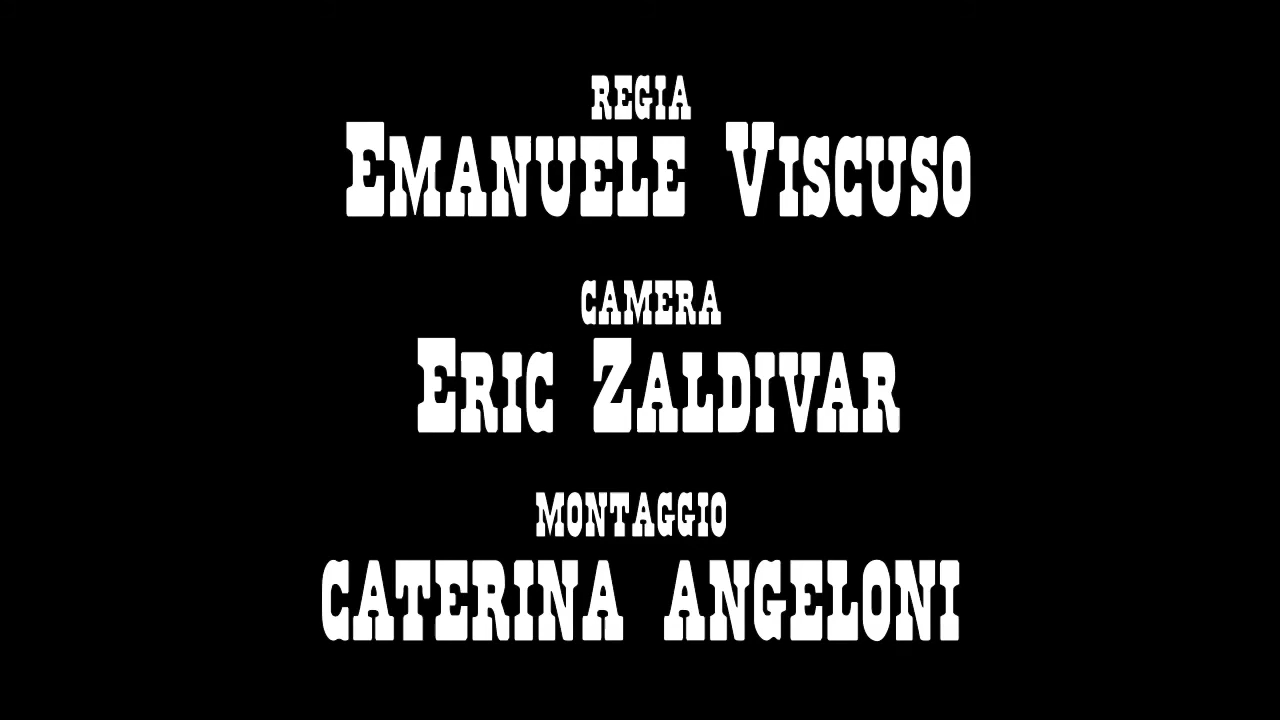 REGIA
EMANUELE VISCUSO
CAMERA
ERIC ZALDIVAR
MONTAGGIO
CATERINA ANGELONI